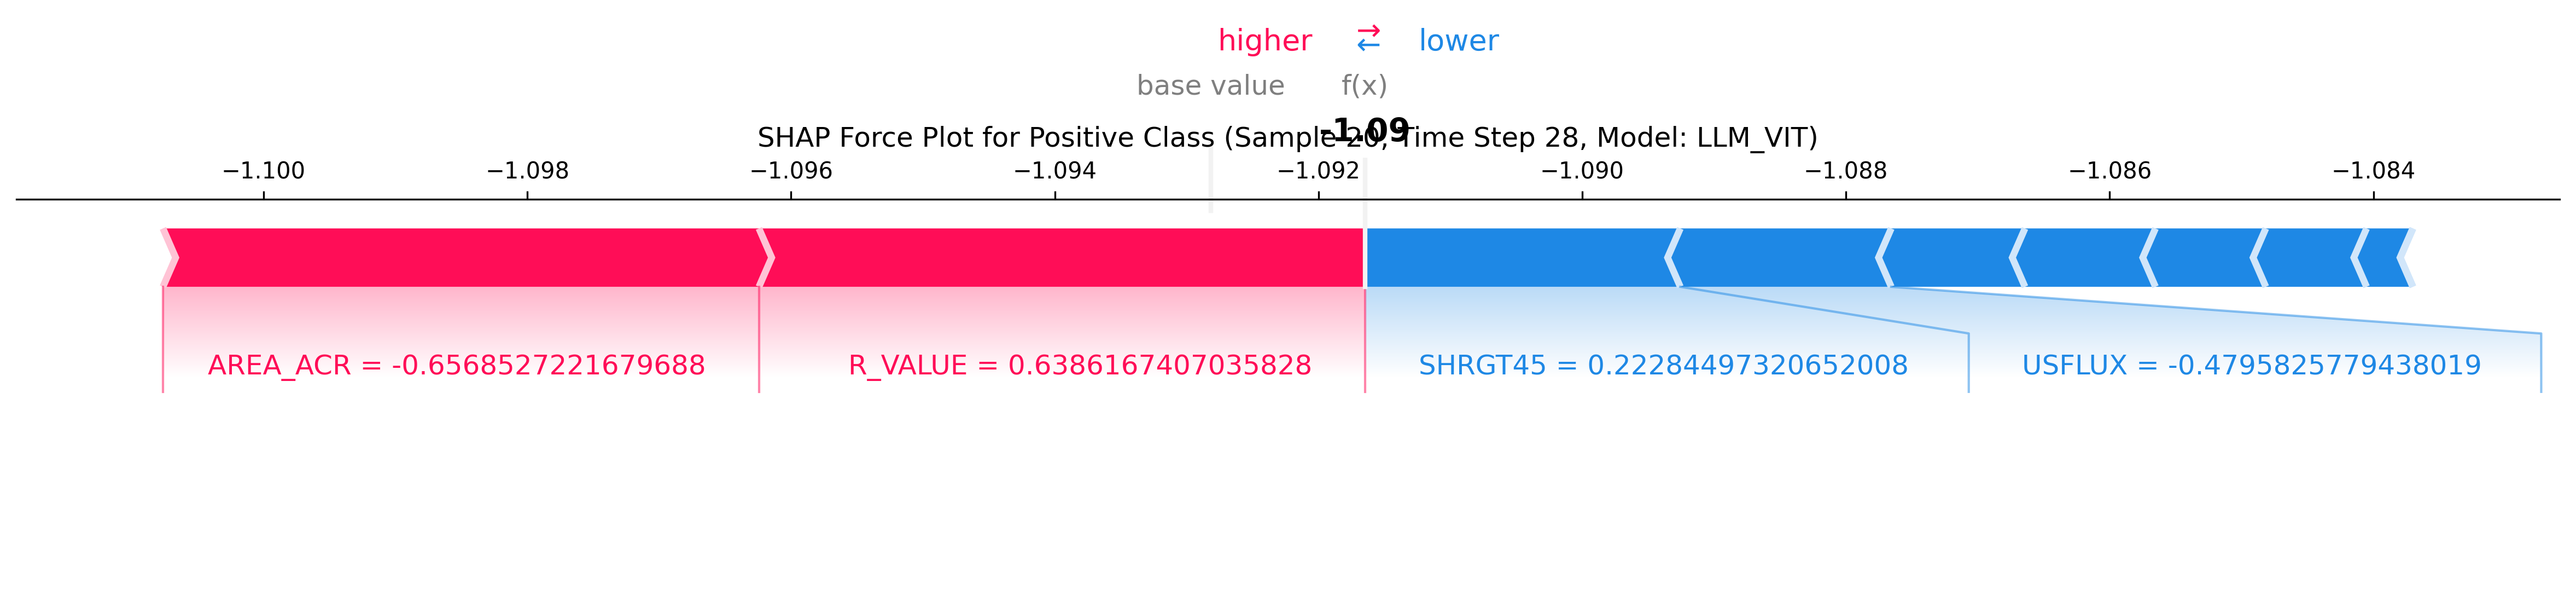 higher ⇄ lower
base value f(x)
-1.09
SHAP Force Plot for Positive Class (Sample 20, Time Step 28, Model: LLM_VIT)
−1.100 −1.098 −1.096 −1.094 −1.092 −1.090 −1.088 −1.086 −1.084
AREA_ACR = -0.6568527221679688 R_VALUE = 0.6386167407035828 SHRGT45 = 0.22284497320652008 USFLUX = -0.4795825779438019